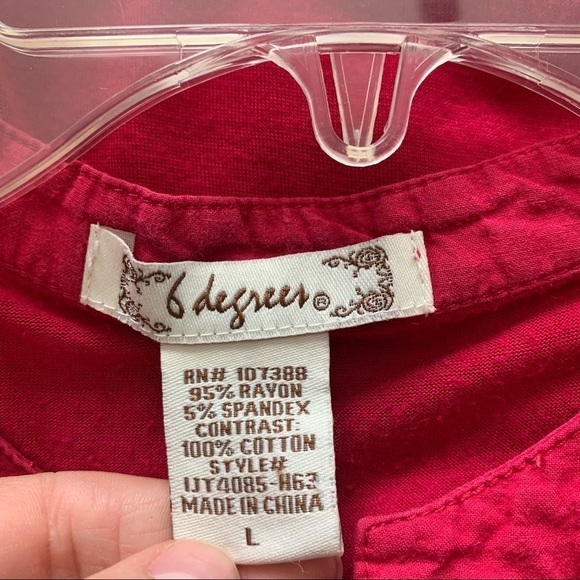 6 degrees®
RN# 107388
95% RAYON
5% SPANDEX
CONTRAST:
100% COTTON
STYLE#
IJT4085-H63
MADE IN CHINA
L